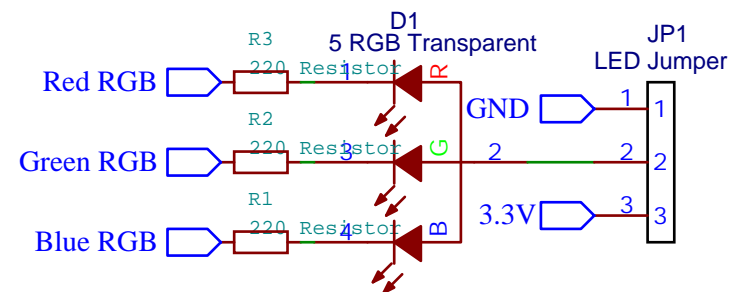 D1
5 RGB Transparent
JP1
LED Jumper
R3
220 Resistor
Red RGB
1
R
GND
1
1
R2
220 Resistor
Green RGB
3
G
2
2
2
R1
220 Resistor
Blue RGB
4
B
3.3V
3
3